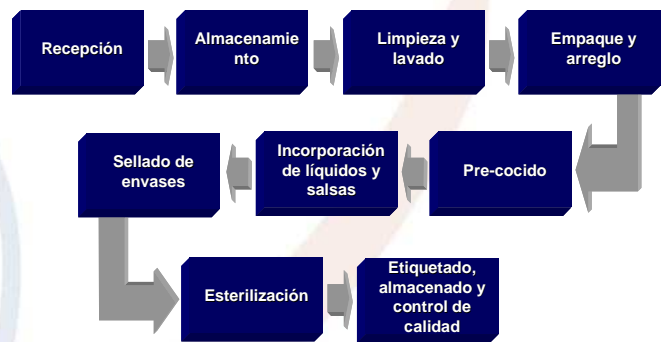 Recepción
Almacenamie
nto
Limpieza y
lavado
Empaque y
arreglo
Pre-cocido
Incorporación
de líquidos y
salsas
Sellado de
envases
Esterilización
Etiquetado,
almacenado y
control de
calidad